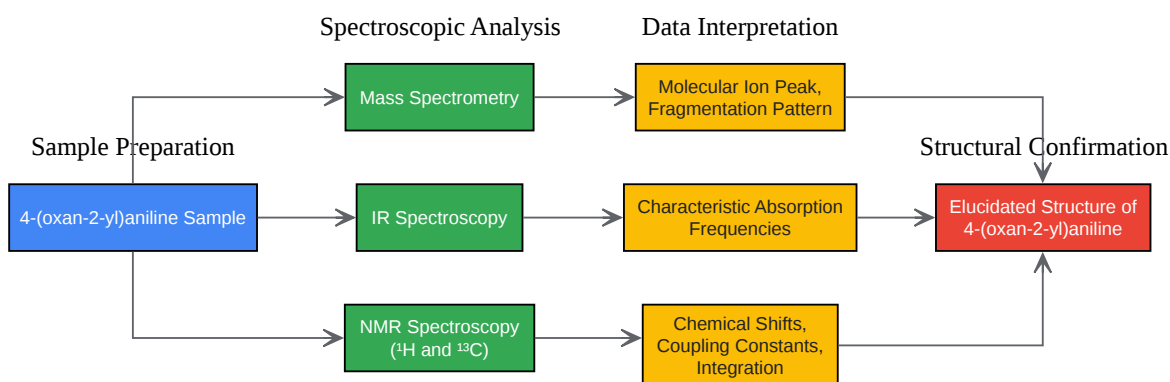 Spectroscopic Analysis
Data Interpretation
Mass Spectrometry
Molecular Ion Peak,
Fragmentation Pattern
Sample Preparation
Structural Confirmation
4-(oxan-2-yl)aniline Sample
IR Spectroscopy
Characteristic Absorption
Frequencies
Elucidated Structure of
4-(oxan-2-yl)aniline
NMR Spectroscopy
(¹H and ¹³C)
Chemical Shifts,
Coupling Constants,
Integration